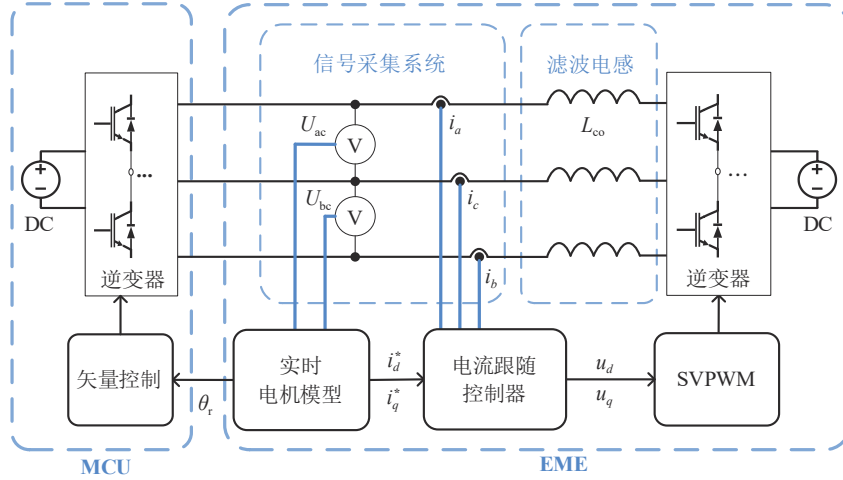 信号采集系统
滤波电感
U_ac
i_a
L_co
V
+
−
DC
...
U_bc
i_c
V
...
+
−
DC
i_b
逆变器
逆变器
矢量控制
θ_r
实时
电机模型
i_d^*
i_q^*
电流跟随
控制器
u_d
u_q
SVPWM
MCU
EME